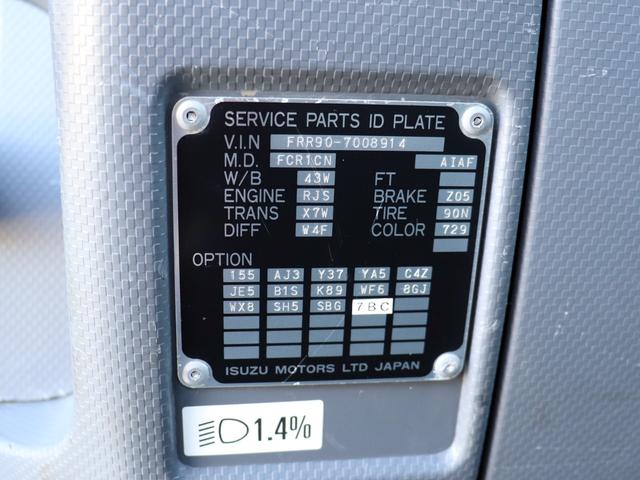 SERVICE PARTS ID PLATE
V.I.N FRR90-7008914
M.D. FCR1CN AIAF
W/B 43W FT
ENGINE RJS BRAKE Z05
TRANS X7W TIRE 90N
DIFF W4F COLOR 729
OPTION
155 AJ3 Y37 YA5 C4Z
JE5 B1S K89 WF6 8GJ
WX8 SH5 SBG 7BC
ISUZU MOTORS LTD JAPAN
1.4%